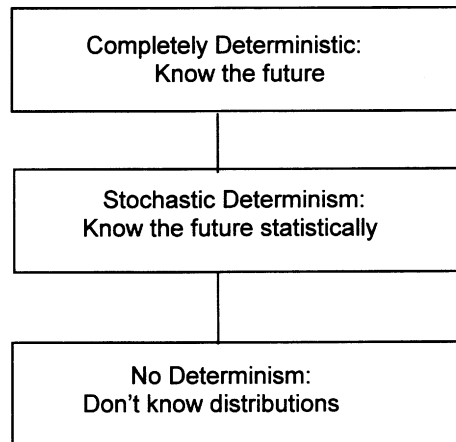 Completely Deterministic:
Know the future
Stochastic Determinism:
Know the future statistically
No Determinism:
Don't know distributions